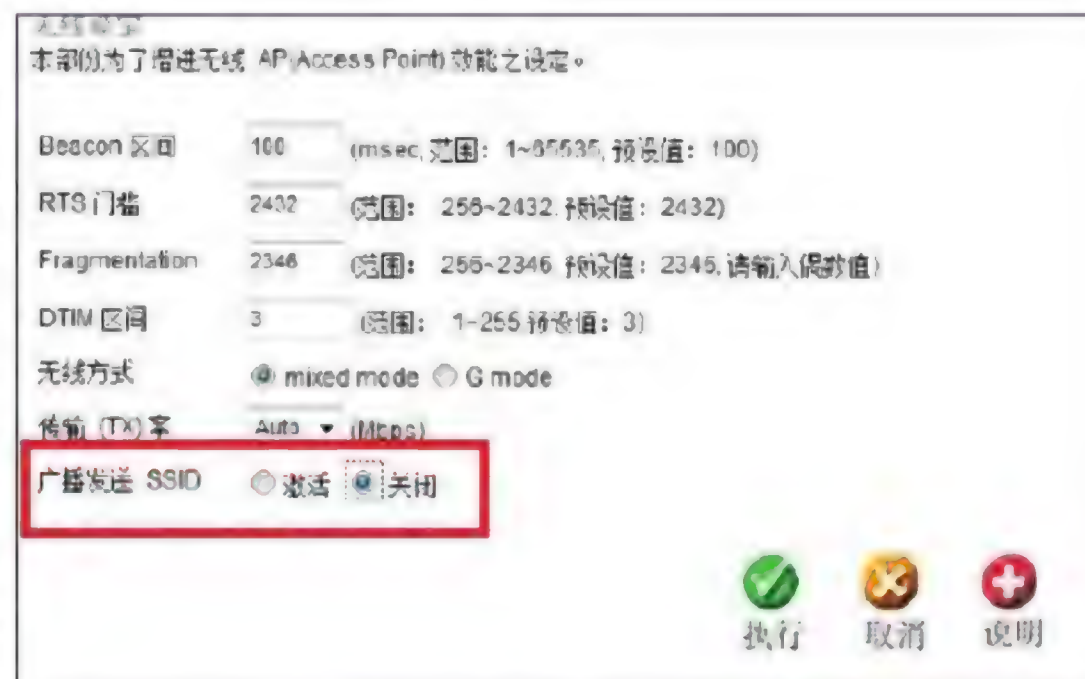 本部份为了增进无线 AP(Access Point) 效能之设定。
Beacon 区间 100 (msec, 范围: 1~65535, 预设值: 100)
RTS 门槛 2432 (范围: 256~2432, 预设值: 2432)
Fragmentation 2346 (范围: 256~2346 预设值: 2346, 请输入偶数值)
DTIM 区间 3 (范围: 1~255 预设值: 3)
无线方式 mixed mode G mode
传输 (TX) 率 Auto (Mbps)
广播发送 SSID 激活 关闭
执行 取消 说明